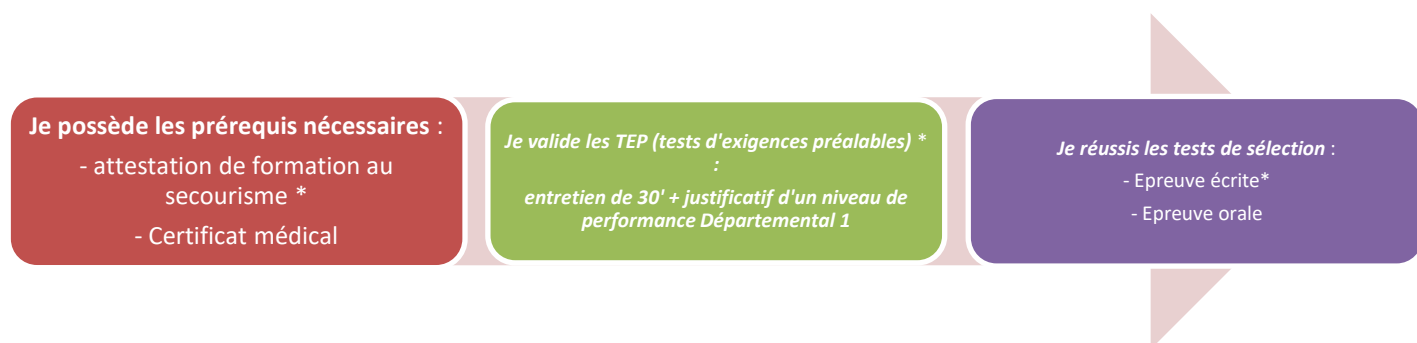 Je possède les prérequis nécessaires :
- attestation de formation au
secourisme *
- Certificat médical
Je valide les TEP (tests d'exigences préalables) *
:
entretien de 30' + justificatif d'un niveau de
performance Départemental 1
Je réussis les tests de sélection :
- Epreuve écrite*
- Epreuve orale